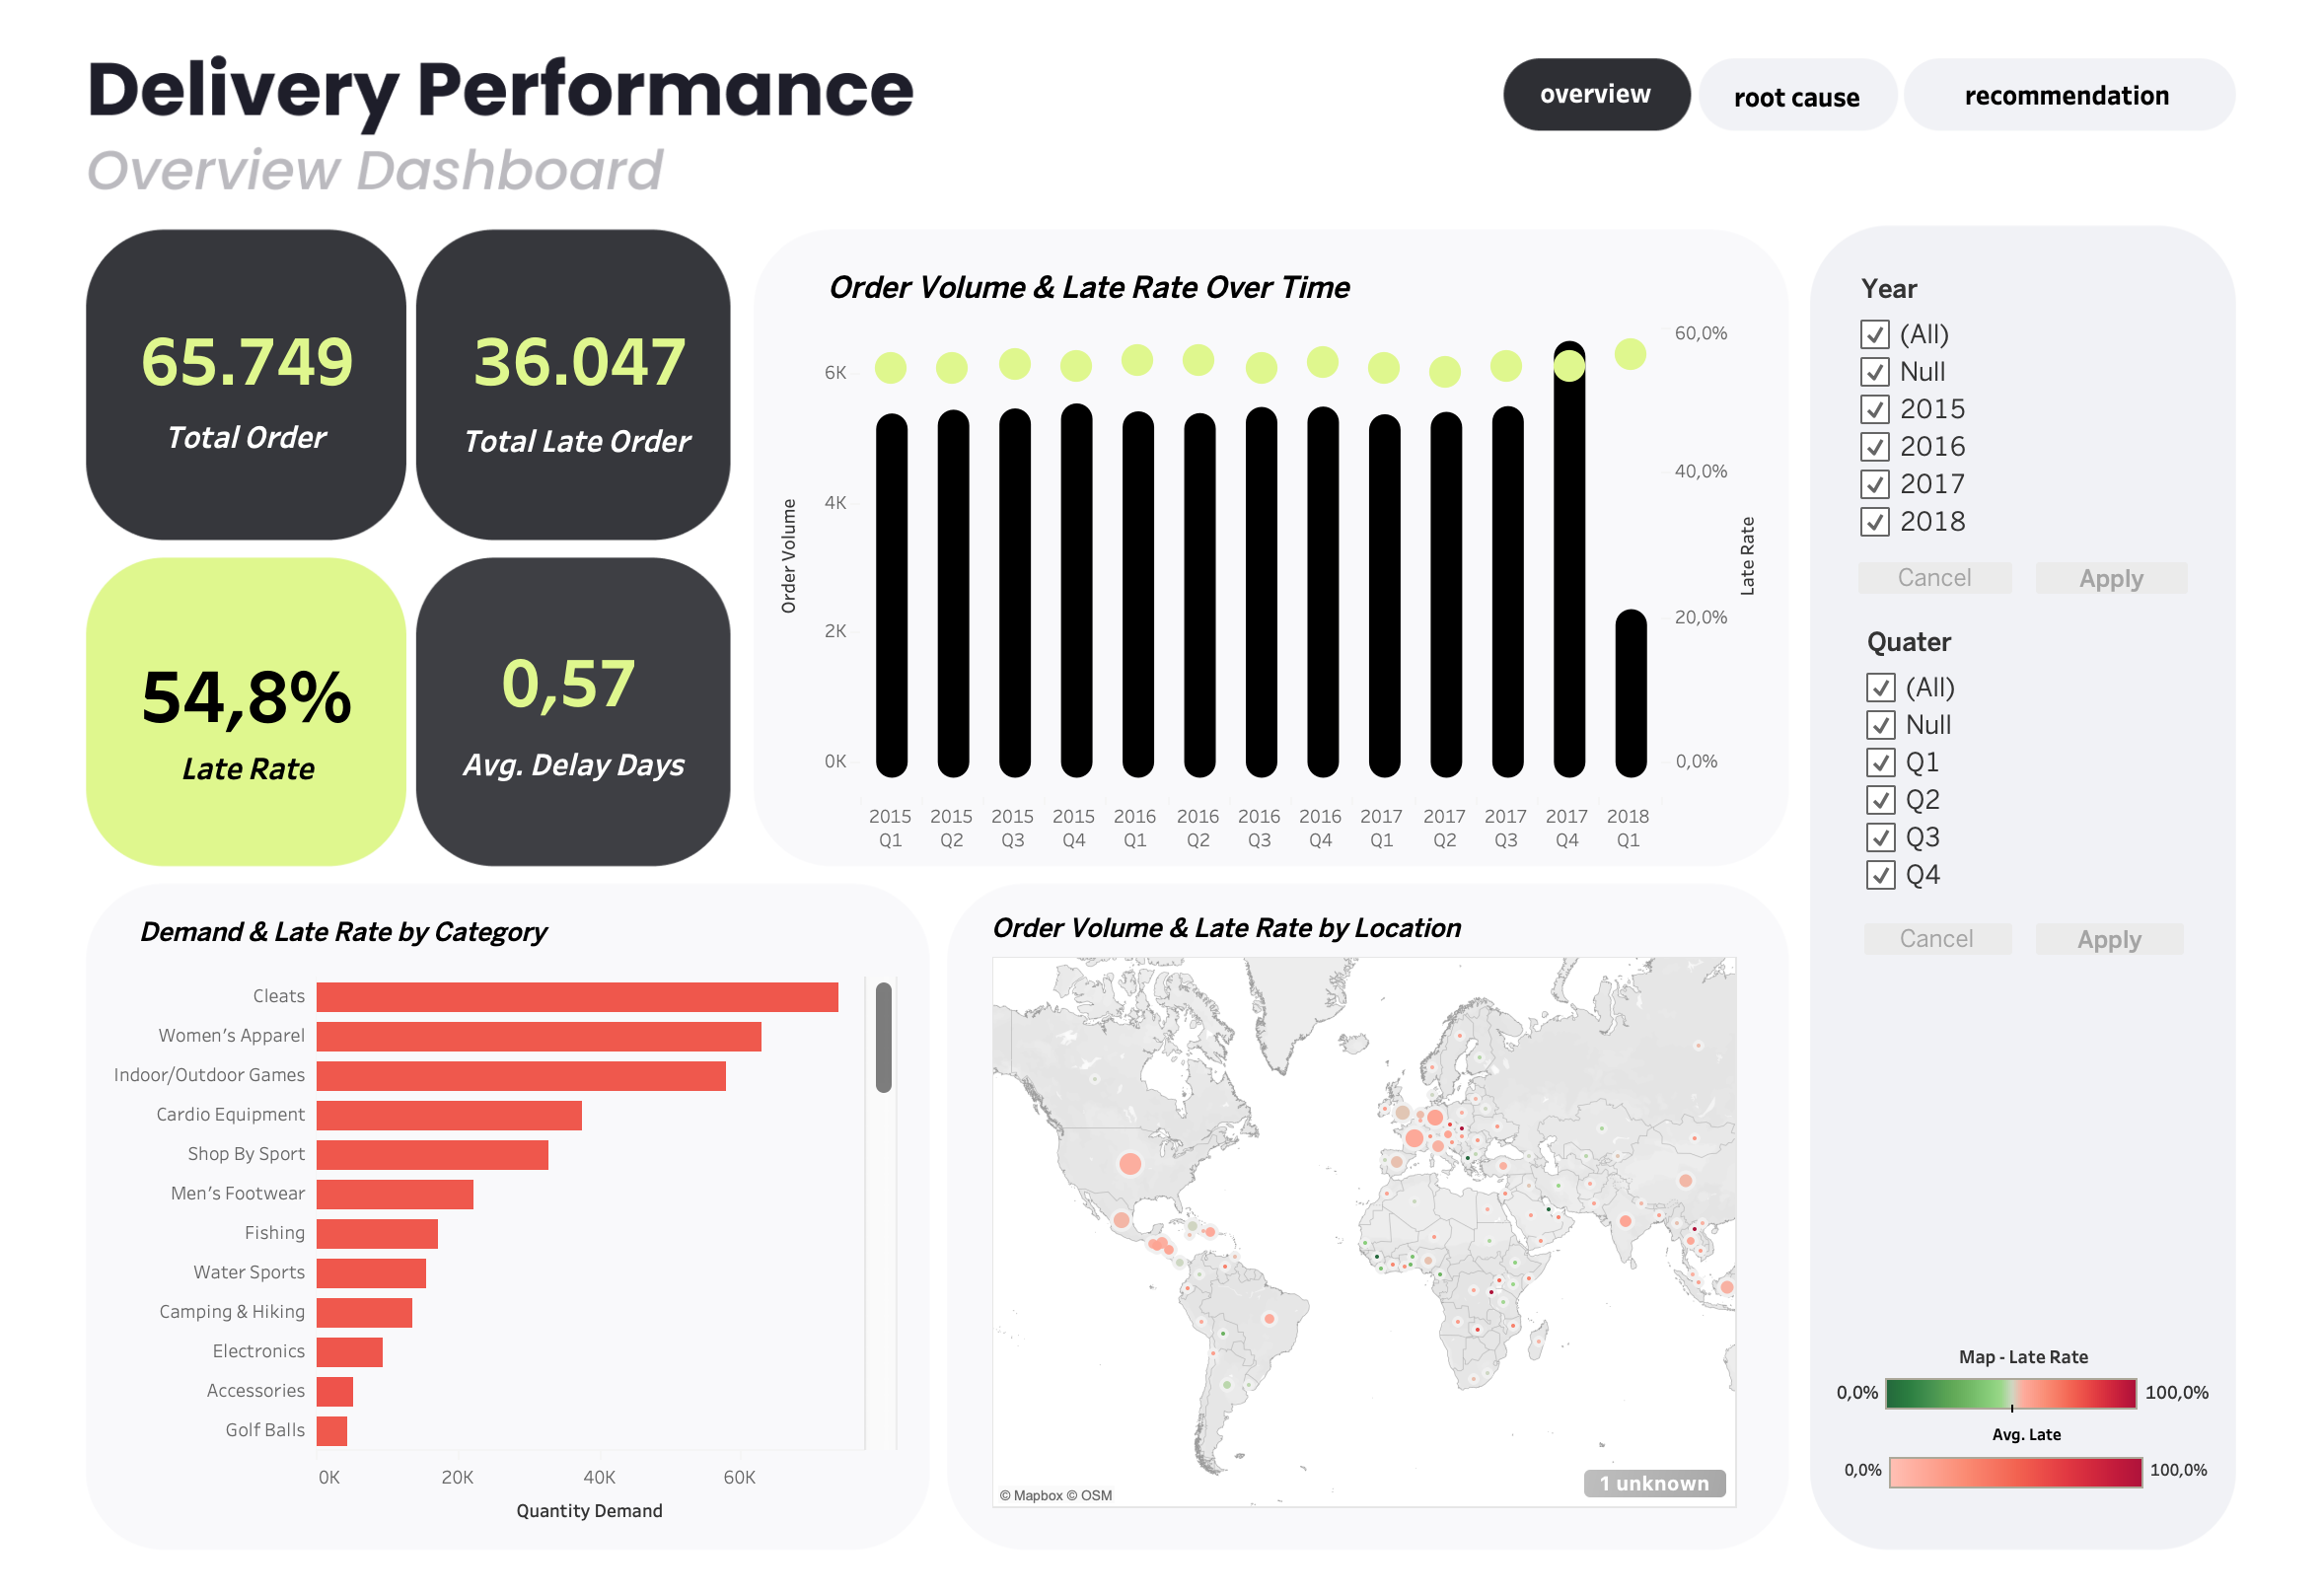 Delivery Performance
Overview Dashboard
overview
root cause
recommendation
65.749
Total Order
36.047
Total Late Order
54,8%
Late Rate
0,57
Avg. Delay Days
Order Volume & Late Rate Over Time
Order Volume
6K
4K
2K
0K
60,0%
40,0%
20,0%
0,0%
Late Rate
2015 2015 2015 2015 2016 2016 2016 2016 2017 2017 2017 2017 2018
Q1 Q2 Q3 Q4 Q1 Q2 Q3 Q4 Q1 Q2 Q3 Q4 Q1
Year
(All)
Null
2015
2016
2017
2018
Cancel Apply
Quater
(All)
Null
Q1
Q2
Q3
Q4
Cancel Apply
Demand & Late Rate by Category
Cleats
Women's Apparel
Indoor/Outdoor Games
Cardio Equipment
Shop By Sport
Men's Footwear
Fishing
Water Sports
Camping & Hiking
Electronics
Accessories
Golf Balls
0K 20K 40K 60K
Quantity Demand
Order Volume & Late Rate by Location
© Mapbox © OSM
1 unknown
Map - Late Rate
0,0% 100,0%
Avg. Late
0,0% 100,0%